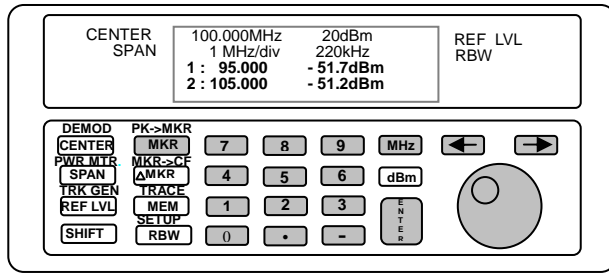 CENTER 100.000MHz 20dBm REF LVL
SPAN 1 MHz/div 220kHz RBW
1 : 95.000 - 51.7dBm
2 : 105.000 - 51.2dBm
DEMOD PK->MKR
CENTER MKR 7 8 9 MHz
PWR MTR MKR->CF
SPAN △MKR 4 5 6 dBm
TRK GEN TRACE
REF LVL MEM 1 2 3 ENTER
SETUP
SHIFT RBW 0 • -